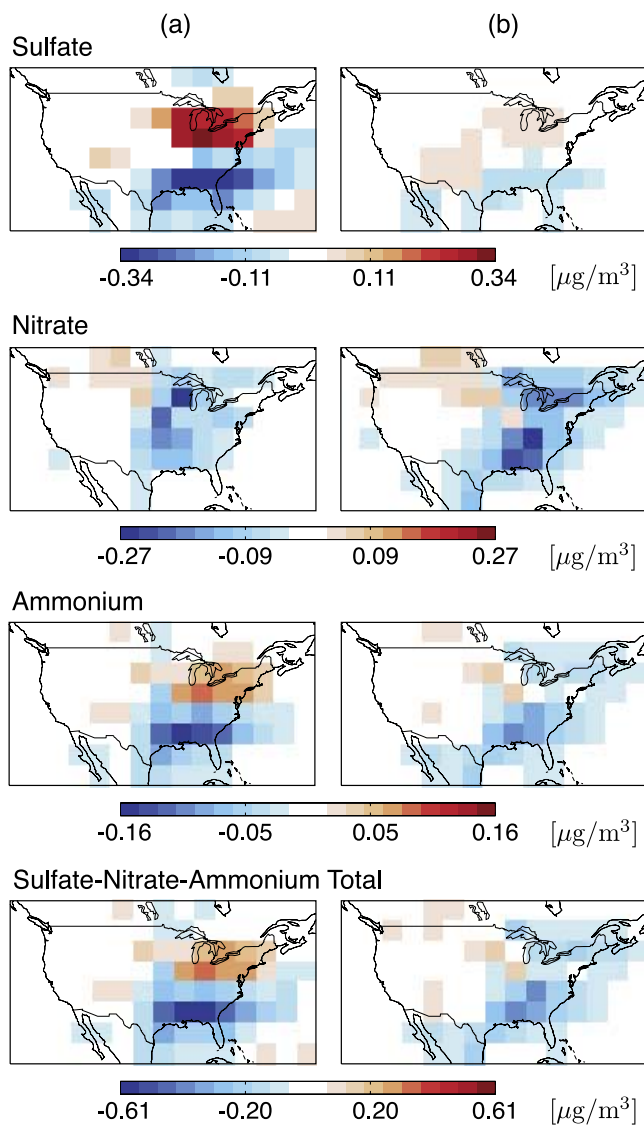 (a) (b)
Sulfate
-0.34 -0.11 0.11 0.34 [μg/m³]
Nitrate
-0.27 -0.09 0.09 0.27 [μg/m³]
Ammonium
-0.16 -0.05 0.05 0.16 [μg/m³]
Sulfate-Nitrate-Ammonium Total
-0.61 -0.20 0.20 0.61 [μg/m³]